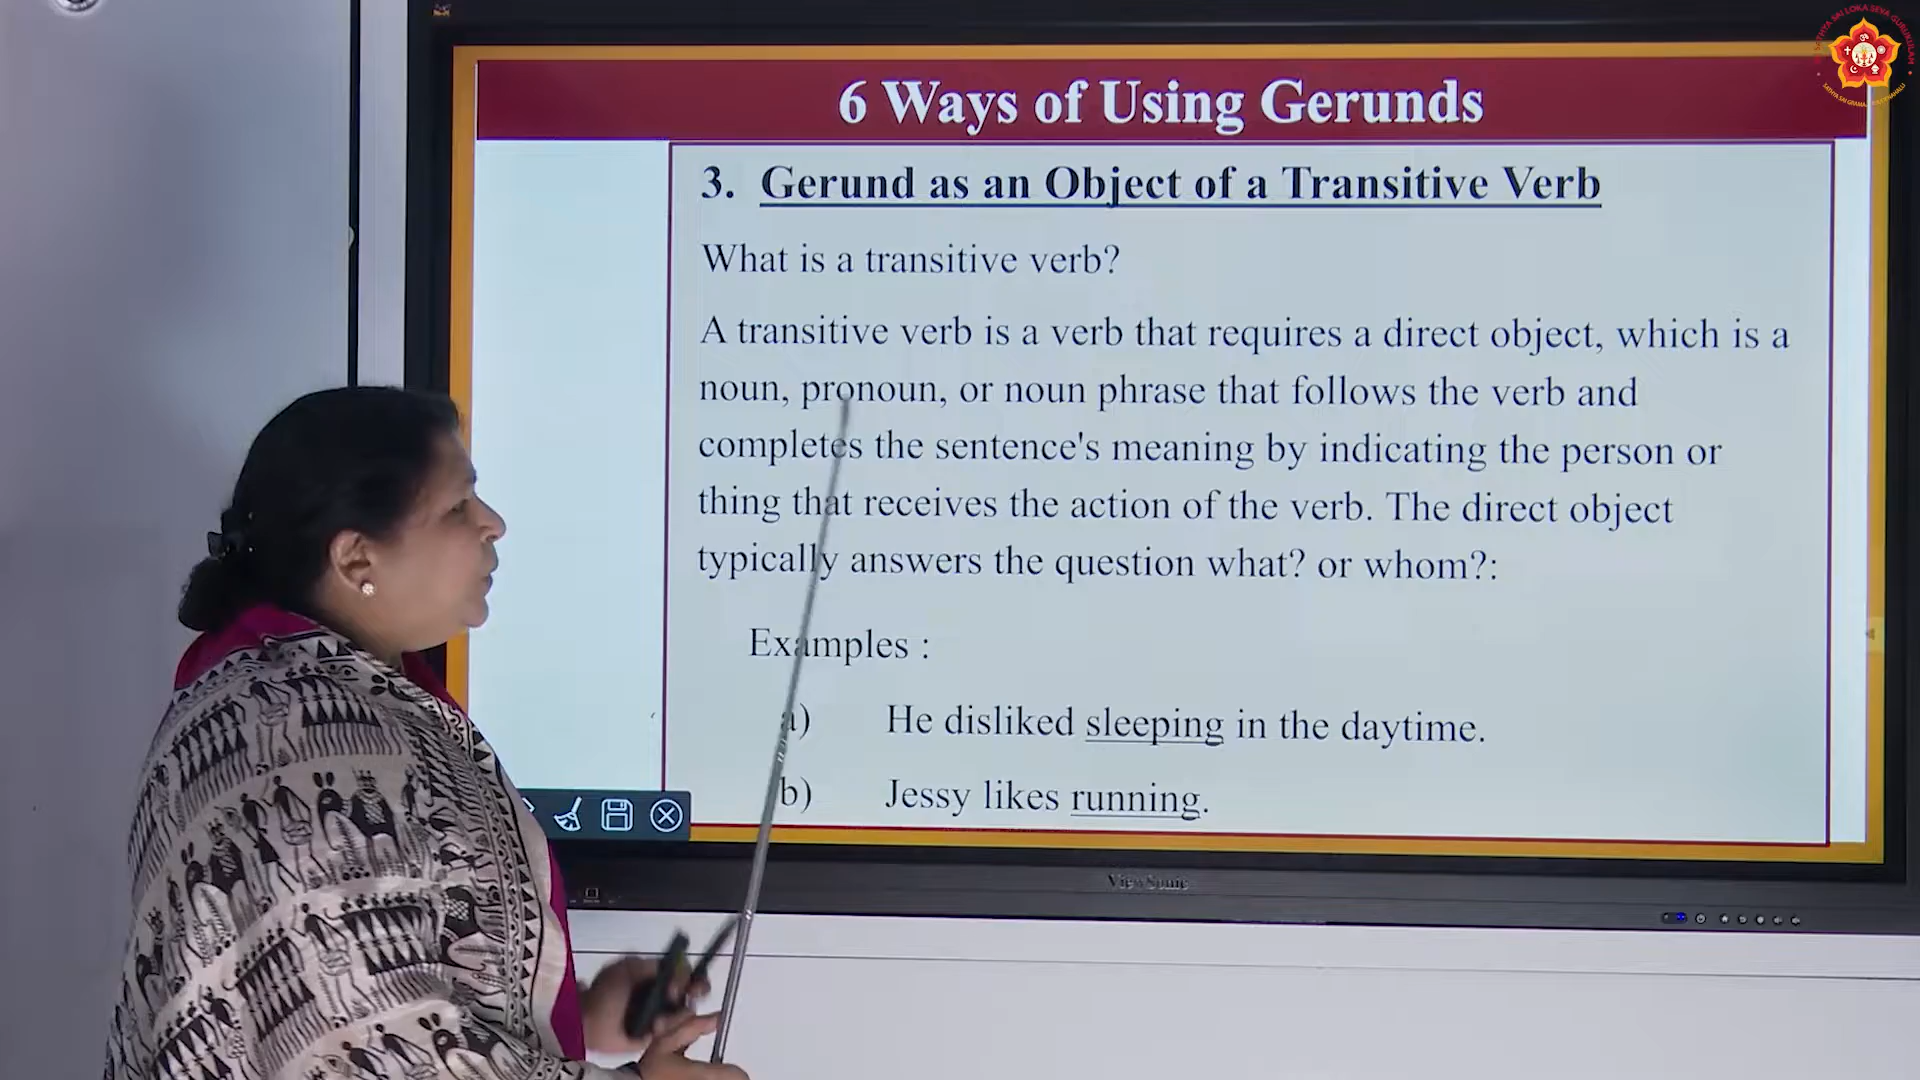 6 Ways of Using Gerunds
3. Gerund as an Object of a Transitive Verb
What is a transitive verb?
A transitive verb is a verb that requires a direct object, which is a
noun, pronoun, or noun phrase that follows the verb and
completes the sentence's meaning by indicating the person or
thing that receives the action of the verb. The direct object
typically answers the question what? or whom?:
Examples :
a) He disliked sleeping in the daytime.
b) Jessy likes running.
ViewSonic